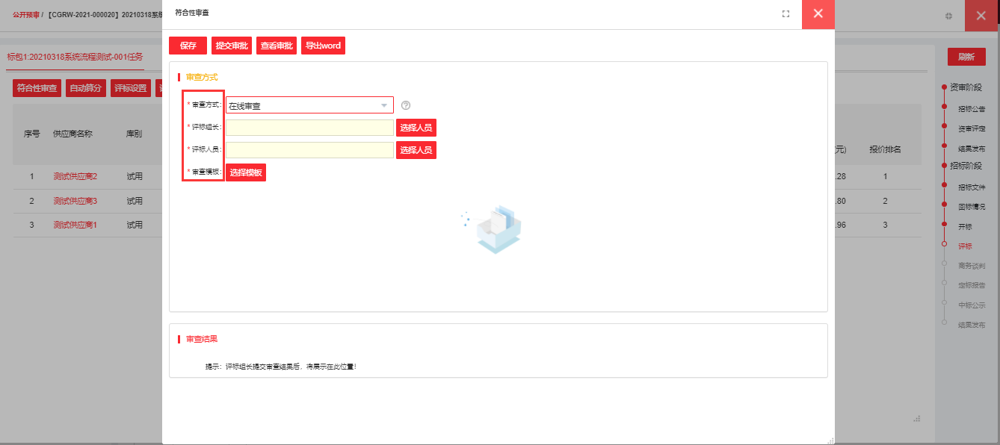 公开预审 / 【CGRW-2021-000020】20210318系统
标包1:20210318系统流程测试-001任务
符合性审查 自动算分 评标设置
序号 供应商名称 库别
1 测试供应商2 试用
2 测试供应商3 试用
3 测试供应商1 试用
符合性审查
保存 提交审批 查看审批 导出word
审查方式
* 审查方式: 在线审查
* 评标组长: 选择人员
* 评标人员: 选择人员
* 审查模板: 选择模板
审查结果
提示：评标组长提交审查结果后，将展示在此位置！
元) 报价排名
.28 1
.80 2
.96 3
刷新
资审阶段
招标公告
资审评定
结果发布
招标阶段
招标文件
回标情况
开标
评标
商务谈判
定标报告
中标公示
结果发布